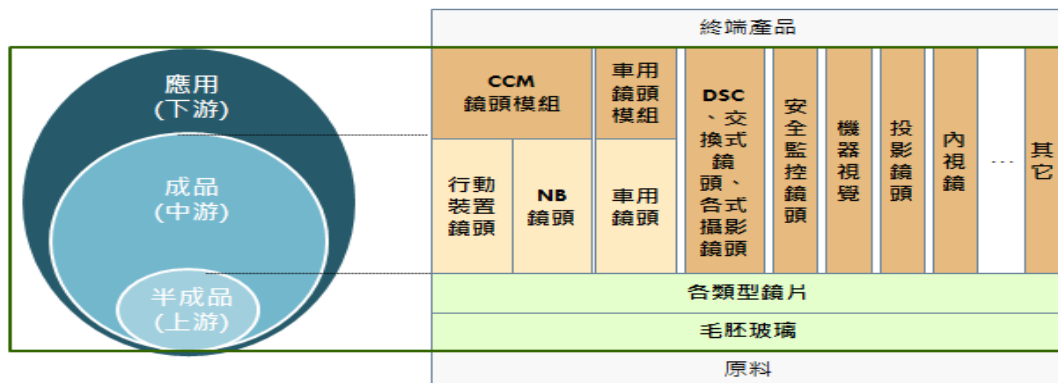 終端產品
應用
(下游)
成品
(中游)
半成品
(上游)
CCM
鏡頭模組
車用
鏡頭
模組
行動
裝置
鏡頭
NB
鏡頭
車用
鏡頭
DSC
、交
換式
鏡
頭、
各式
攝影
鏡頭
安
全
監
控
鏡
頭
機
器
視
覺
投
影
鏡
頭
內
視
鏡
…
其
它
各類型鏡片
毛胚玻璃
原料